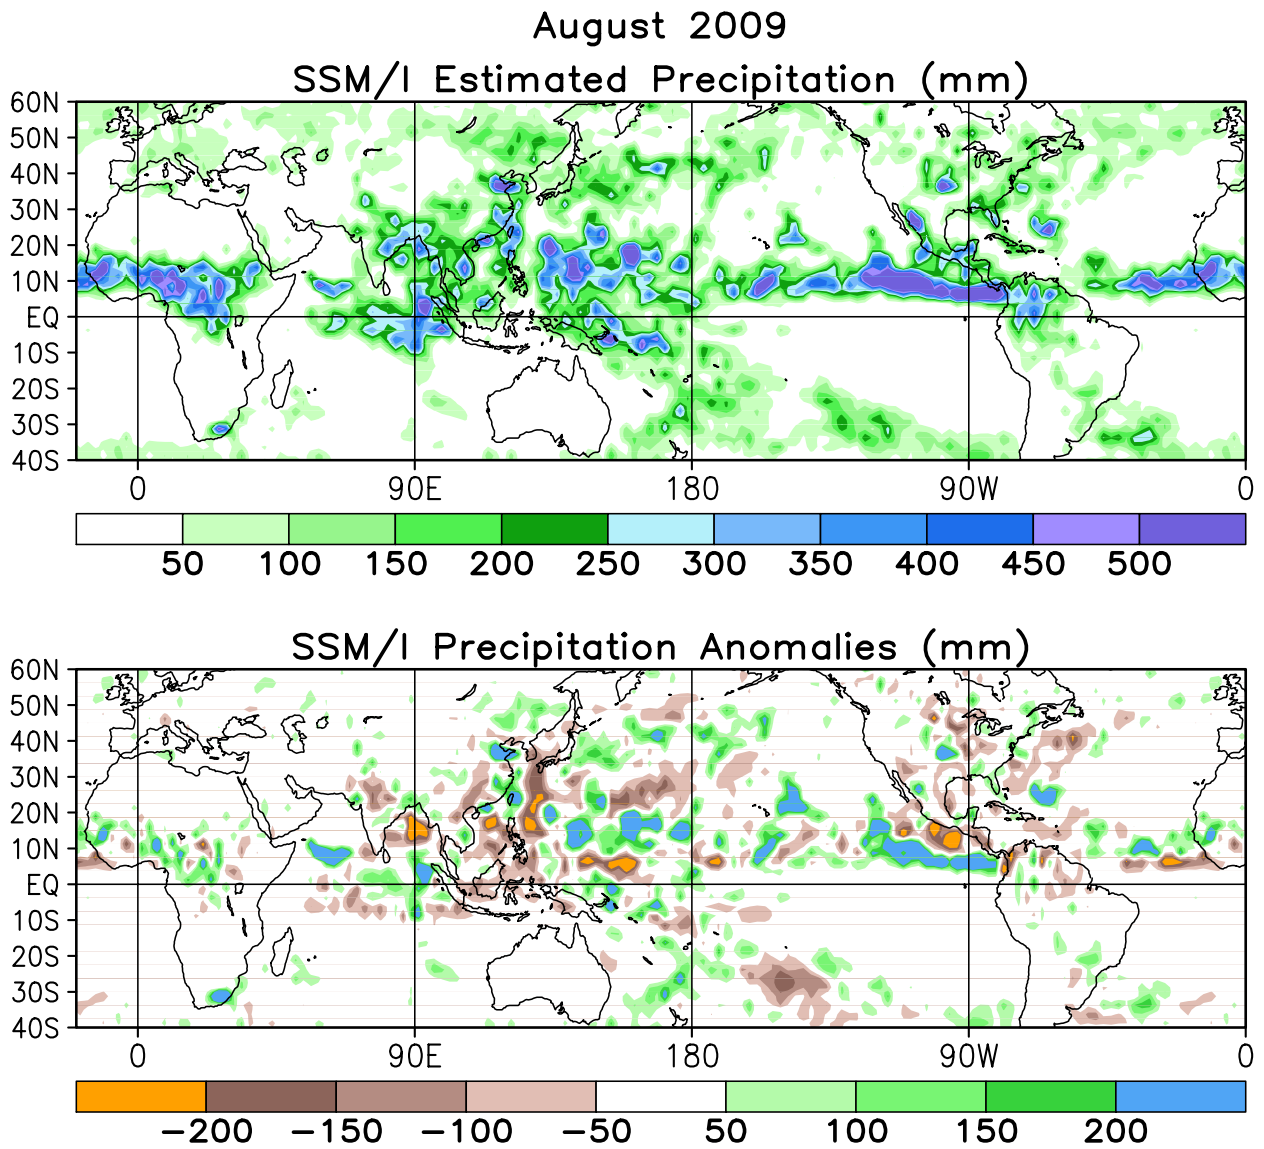 August 2009
SSM/I Estimated Precipitation (mm)
60N
50N
40N
30N
20N
10N
EQ
10S
20S
30S
40S
0 90E 180 90W 0
50 100 150 200 250 300 350 400 450 500
SSM/I Precipitation Anomalies (mm)
60N
50N
40N
30N
20N
10N
EQ
10S
20S
30S
40S
0 90E 180 90W 0
−200 −150 −100 −50 50 100 150 200